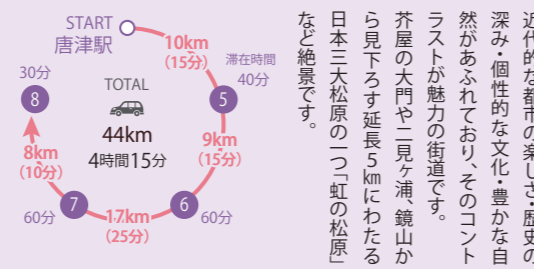 近代的な都市の楽しさ・歴史の
深み・個性的な文化・豊かな自
然があふれており、そのコント
ラストが魅力の街道です。
芥屋の大門や二見ヶ浦、鏡山か
ら見下ろす延長5㎞にわたる
日本三大松原の一つ「虹の松原」
など絶景です。
START
唐津駅
10km
(15分)
滞在時間
40分
5
9km
(15分)
6
60分
17km
(25分)
7
60分
8km
(10分)
8
30分
TOTAL
44km
4時間15分